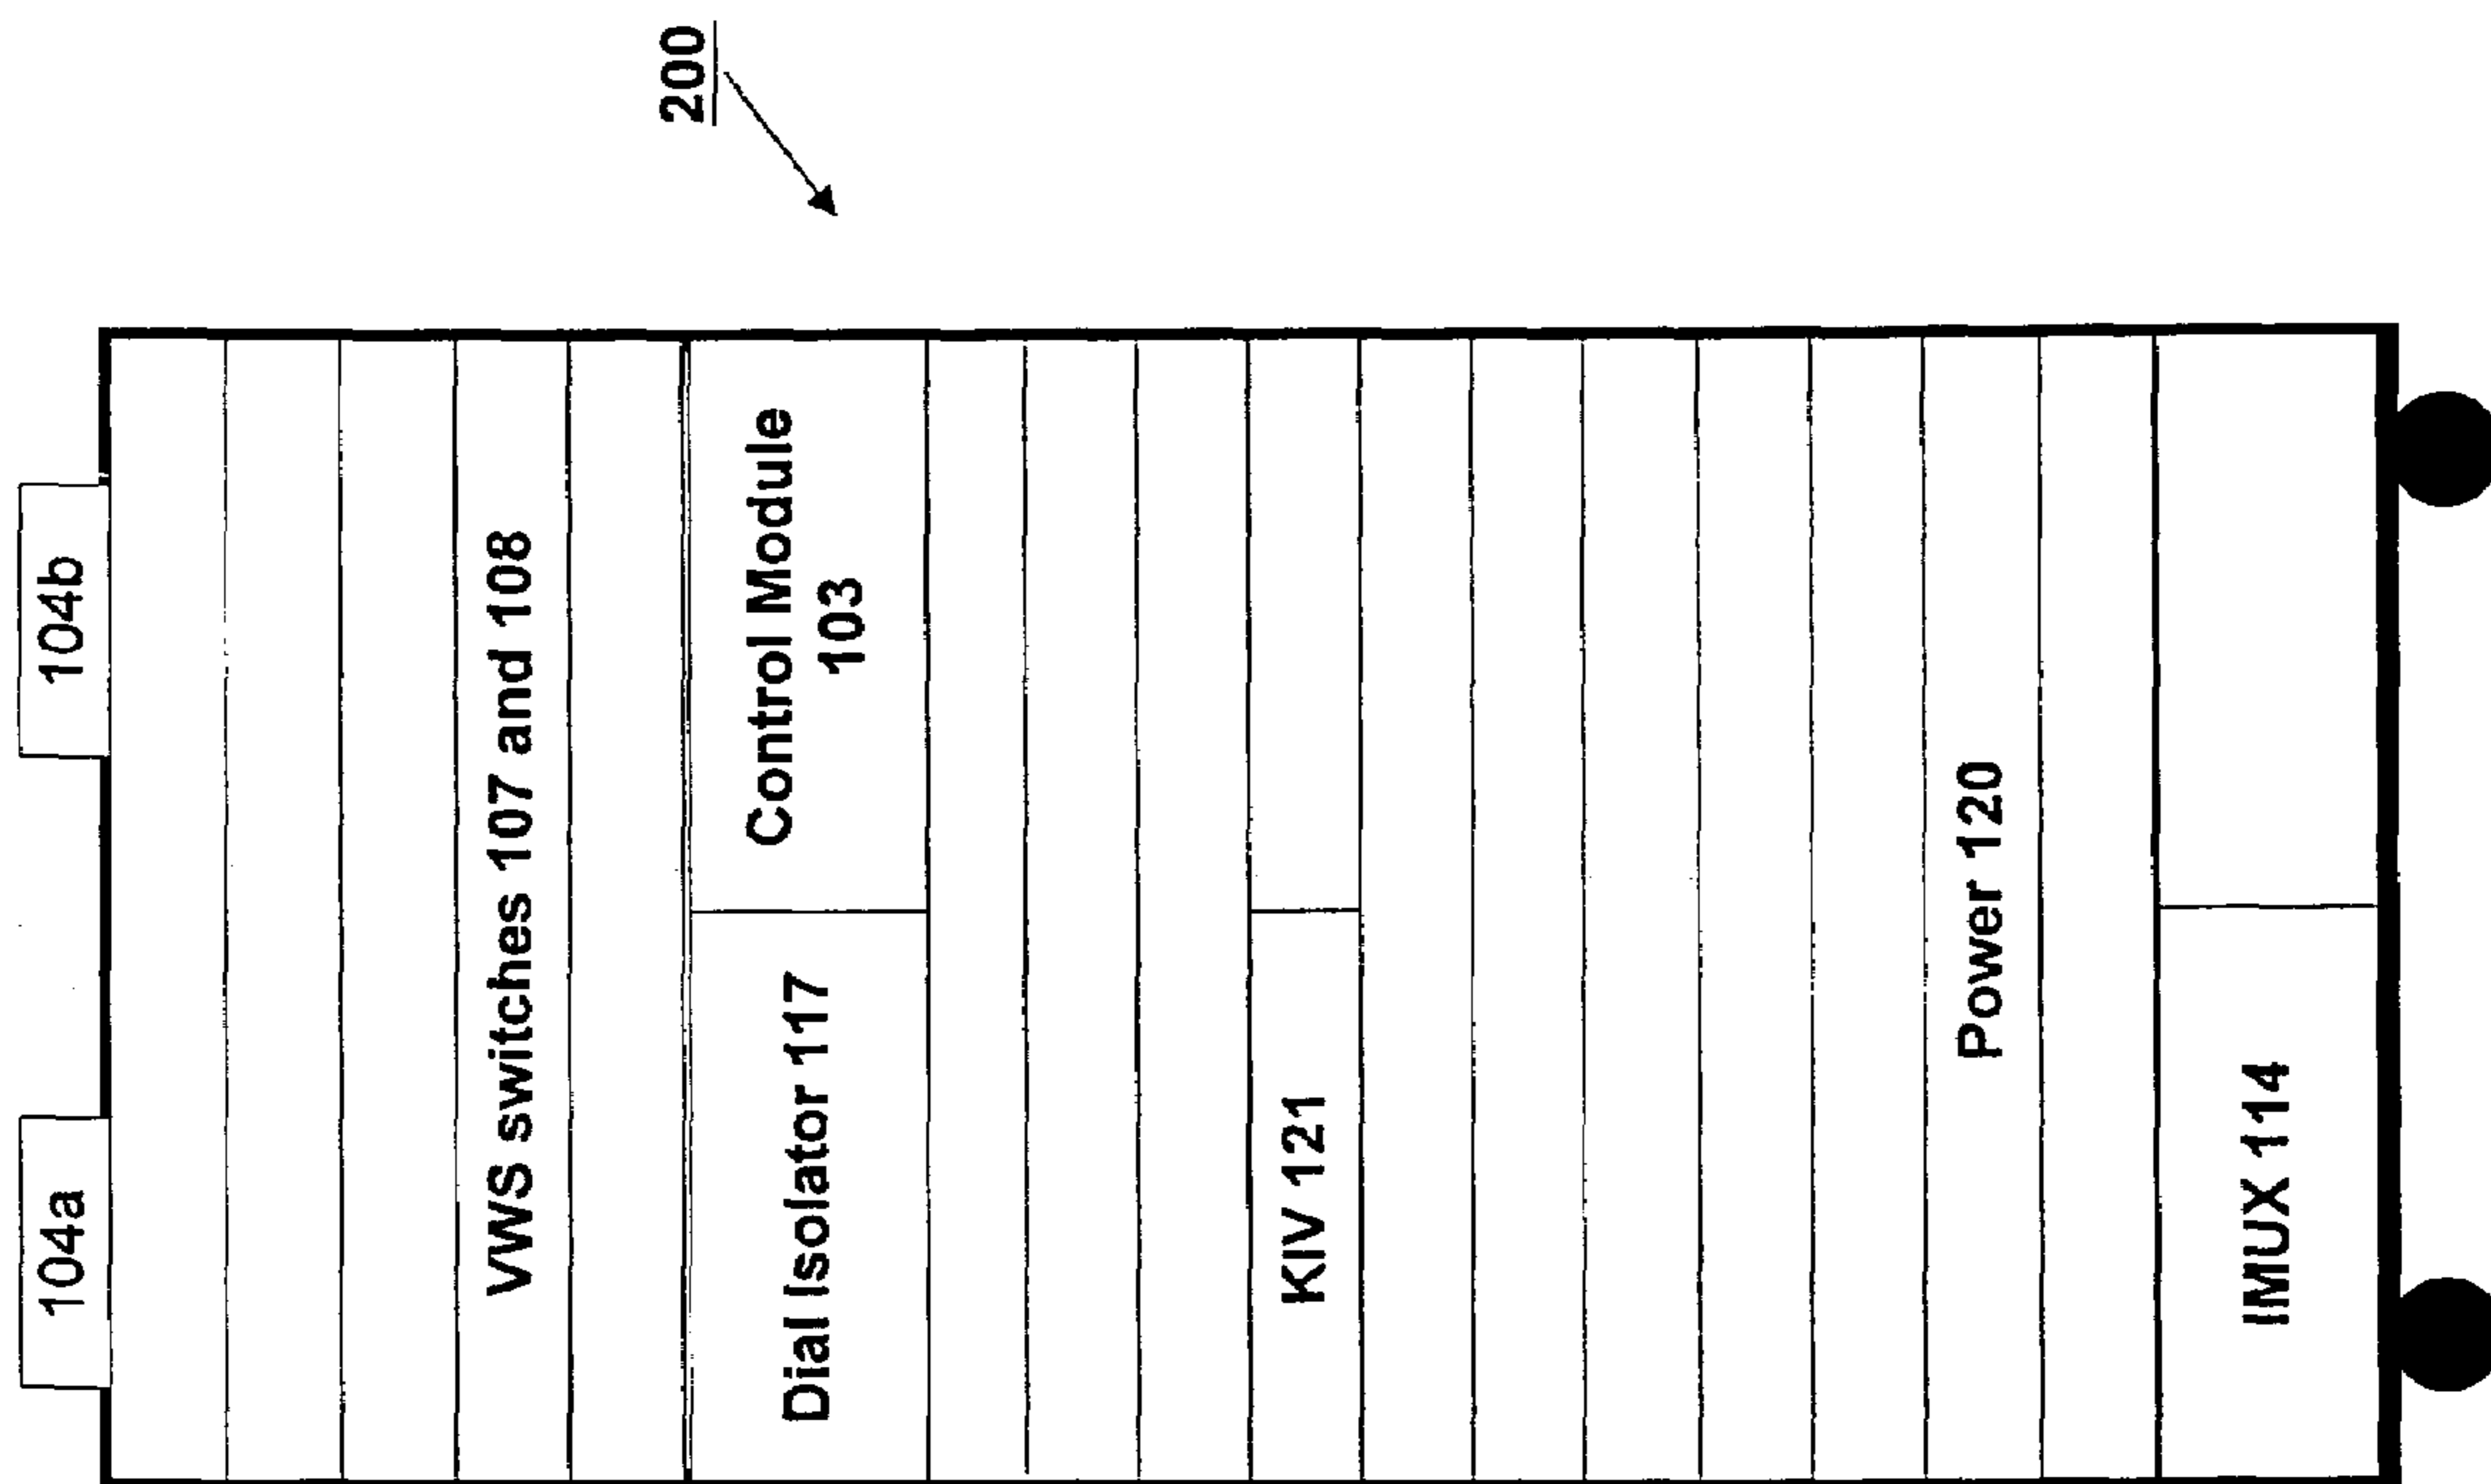 104a
104b
VWS switches 107 and 108
200
Dial Isolator 117
Control Module
103
KIV 121
Power 120
IMUX 114